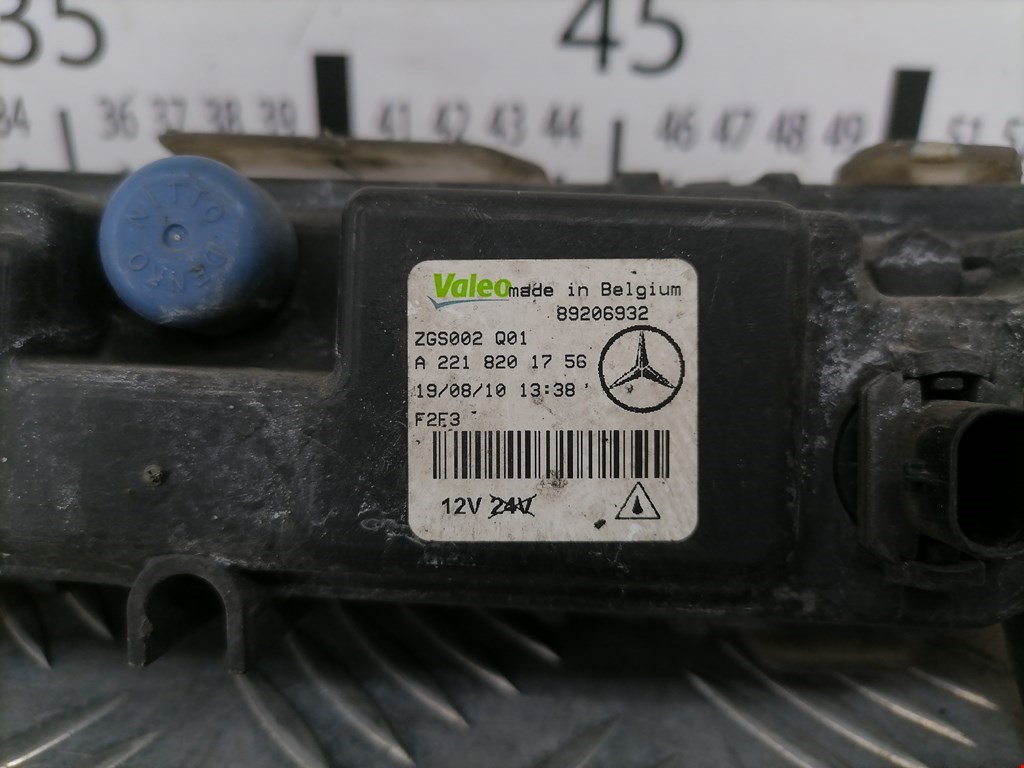 35 45
34 36 37 38 39 41 42 43 44 46 47 48 49 51
NITTO
DENKO
Valeo made in Belgium
89206932
ZGS002 Q01
A 221 820 17 56
19/08/10 13:38
F2E3
12V 24V